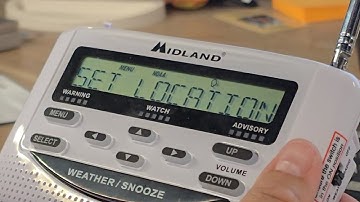 MIDLAND
MENU NOAA
SET LOCATION
WARNING
WATCH
ADVISORY
MENU
SELECT
UP
VOLUME
DOWN
WEATHER/SNOOZE